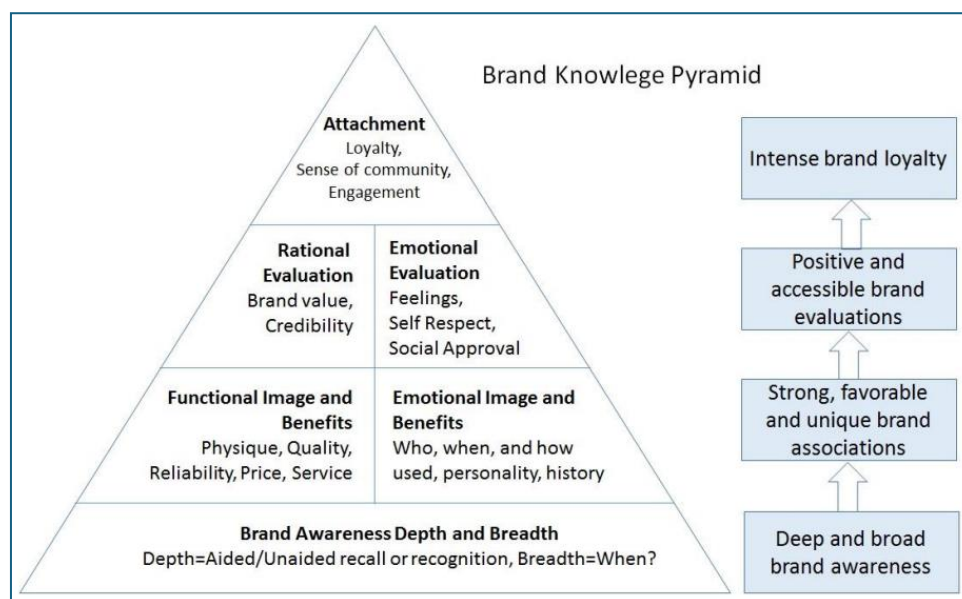 Brand Knowlege Pyramid
Attachment
Loyalty,
Sense of community,
Engagement
Rational
Evaluation
Brand value,
Credibility
Emotional
Evaluation
Feelings,
Self Respect,
Social Approval
Functional Image and
Benefits
Physique, Quality,
Reliability, Price, Service
Emotional Image and
Benefits
Who, when, and how
used, personality, history
Brand Awareness Depth and Breadth
Depth=Aided/Unaided recall or recognition, Breadth=When?
Intense brand loyalty
Positive and
accessible brand
evaluations
Strong, favorable
and unique brand
associations
Deep and broad
brand awareness